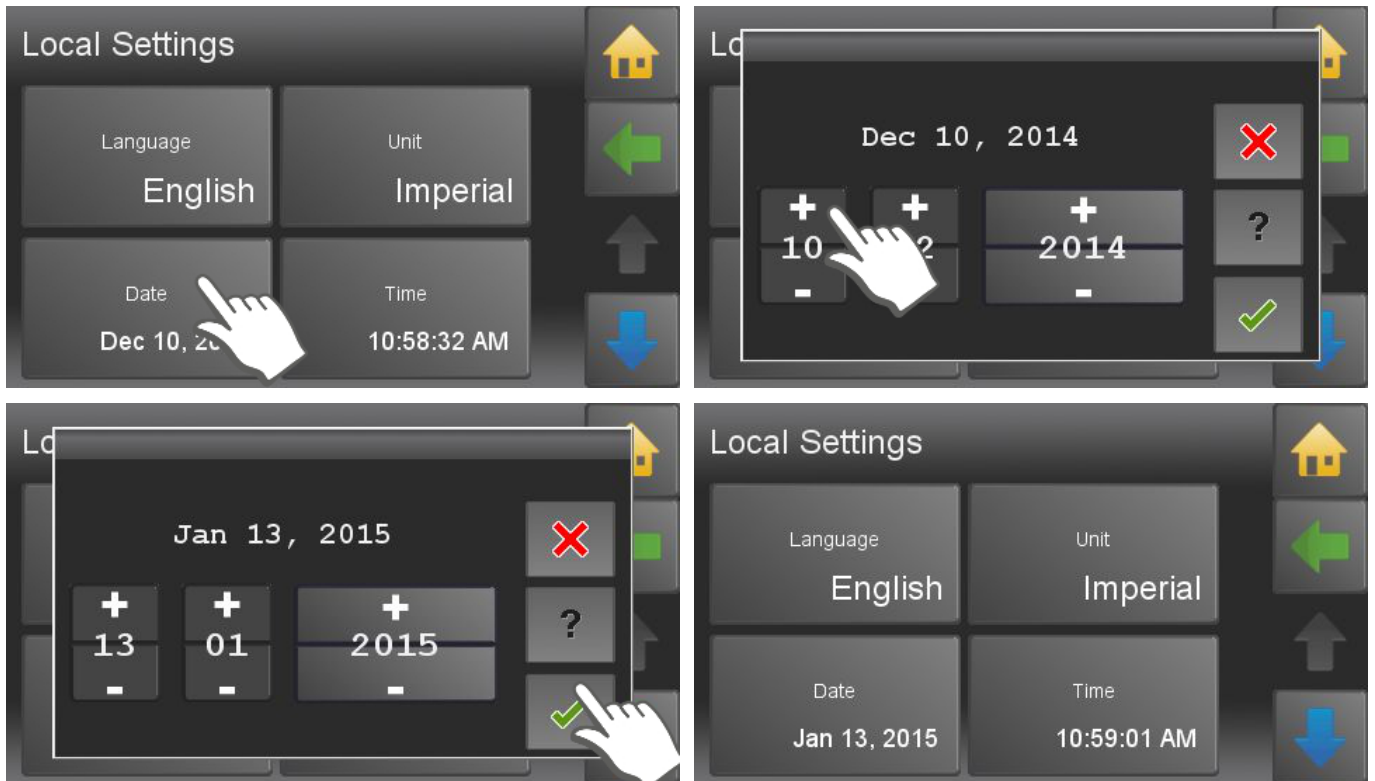 Local Settings
Language
English
Unit
Imperial
Date
Dec 10,
Time
10:58:32 AM
Dec 10, 2014
+ + +
10 2014
- -
?
Jan 13, 2015
+ + +
13 01 2015
- - -
?
Local Settings
Language
English
Unit
Imperial
Date
Jan 13, 2015
Time
10:59:01 AM